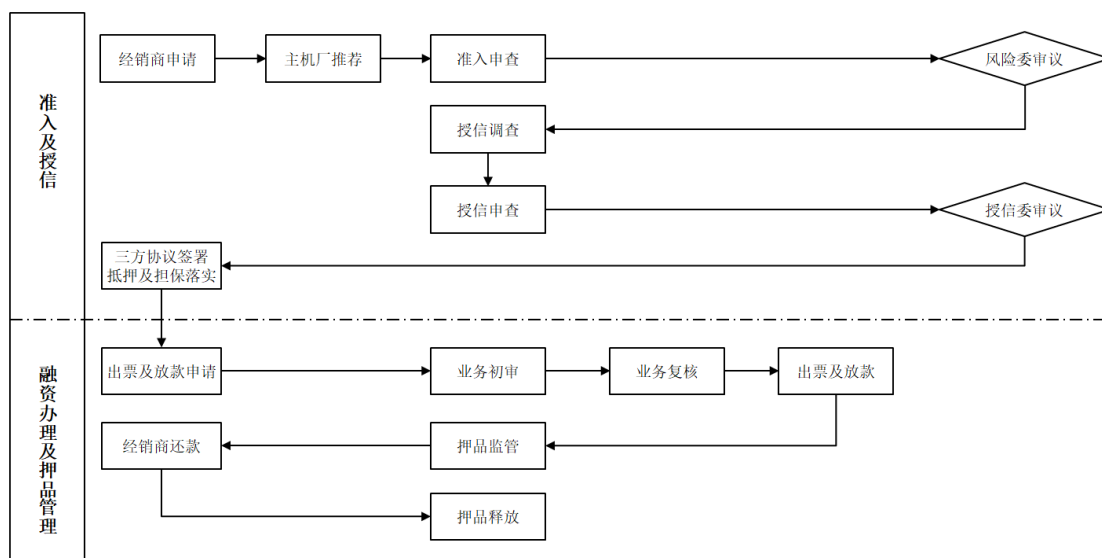 准入及授信
经销商申请
主机厂推荐
准入审查
风险委审议
授信调查
授信审查
授信委审议
三方协议签署
抵押及担保落实
融资办理及押品管理
出票及放款申请
业务初审
业务复核
出票及放款
经销商还款
押品监管
押品释放